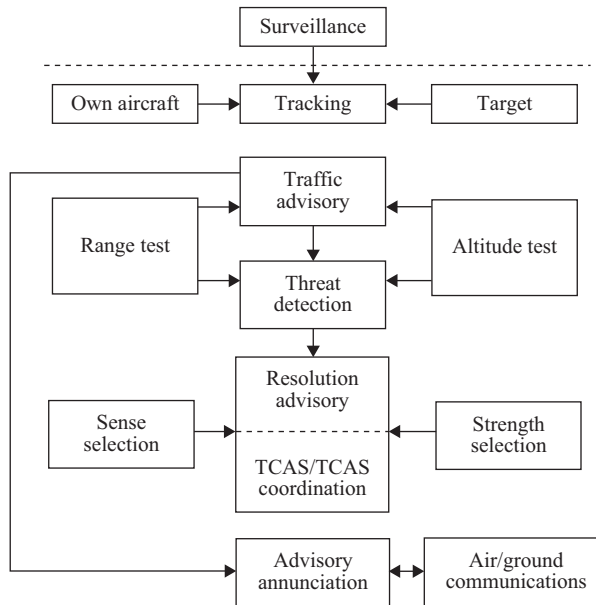 Surveillance
Own aircraft
Tracking
Target
Traffic
advisory
Range test
Altitude test
Threat
detection
Resolution
advisory
Sense
selection
Strength
selection
TCAS/TCAS
coordination
Advisory
annunciation
Air/ground
communications